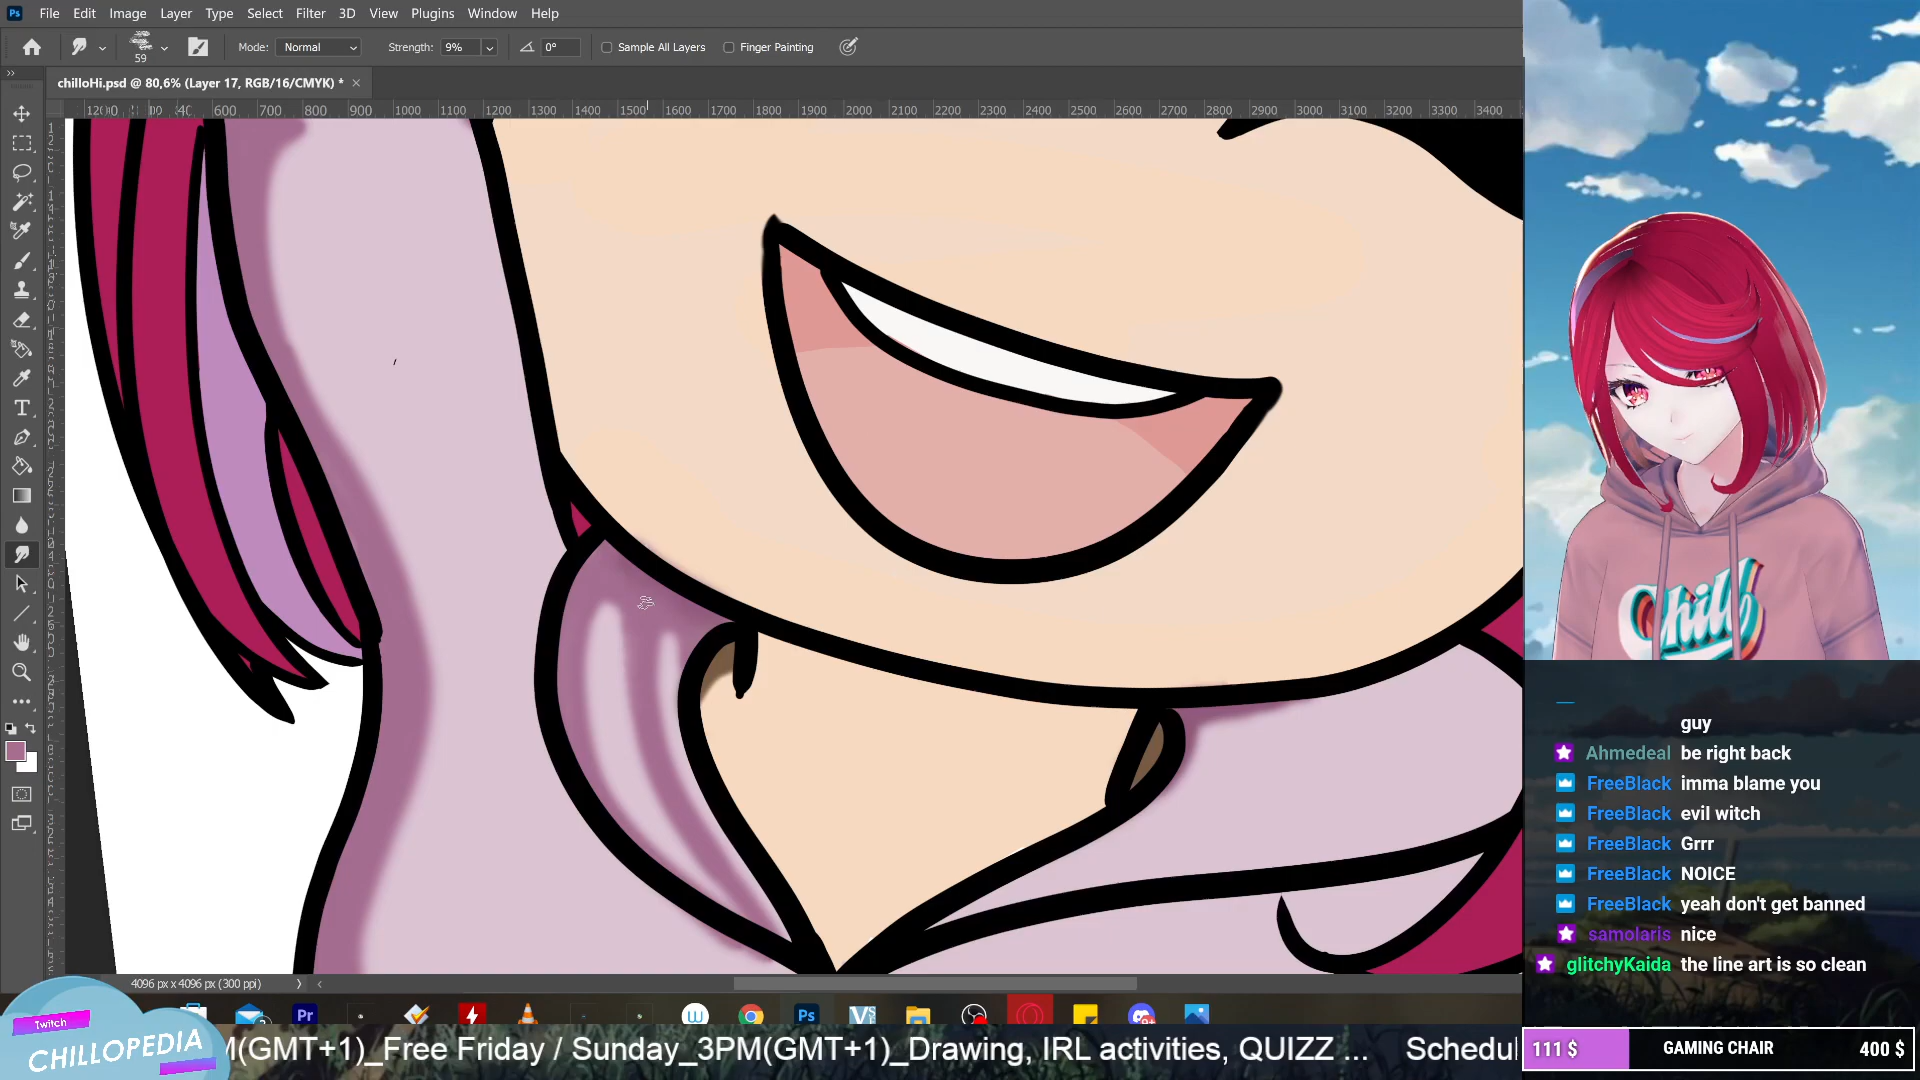 Ps File Edit Image Layer Type Select Filter 3D View Plugins Window Help
59 Mode: Normal Strength: 9% 0° Sample All Layers Finger Painting
chilloHi.psd @ 80,6% (Layer 17, RGB/16/CMYK) * ×
600 700 800 900 1000 1100 1200 1300 1400 1500 1600 1700 1800 1900 2000 2100 2200 2300 2400 2500 2600 2700 2800 2900 3000 3100 3200 3300 3400
Chill
guy
Ahmedeal be right back
FreeBlack imma blame you
FreeBlack evil witch
FreeBlack Grrr
FreeBlack NOICE
FreeBlack yeah don't get banned
samolaris nice
glitchyKaida the line art is so clean
4096 px x 4096 px (300 ppi)
Pr Ps
Twitch
CHILLOPEDIA
M(GMT+1)_Free Friday / Sunday_3PM(GMT+1)_Drawing, IRL activities, QUIZZ ... Schedul
111 $ GAMING CHAIR 400 $